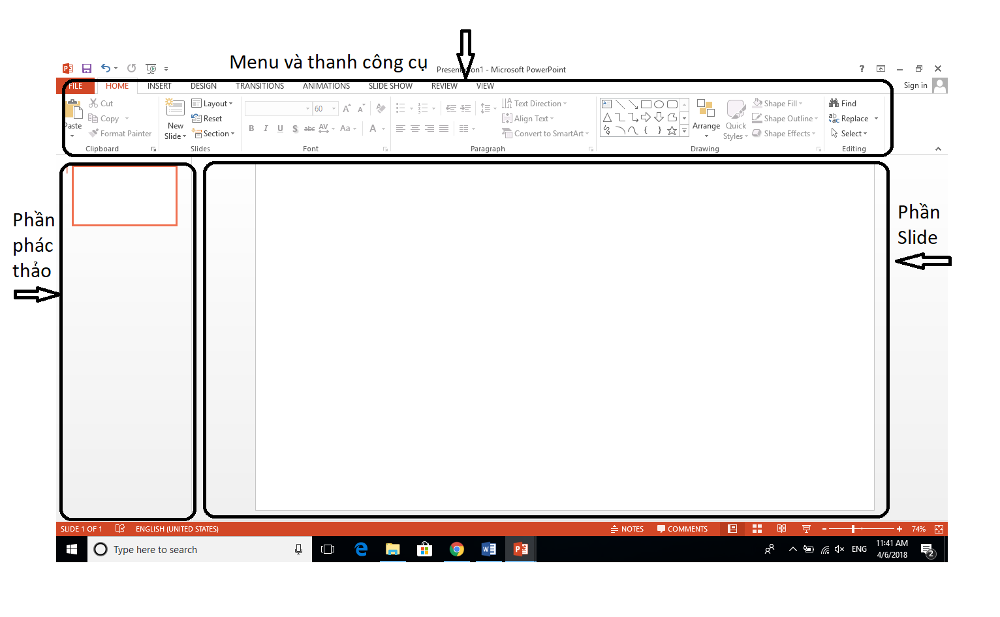 Menu và thanh công cụ
Presentation1 - Microsoft PowerPoint
?
FILE HOME INSERT DESIGN TRANSITIONS ANIMATIONS SLIDE SHOW REVIEW VIEW Sign in
Paste
Cut
Copy
Format Painter
Clipboard
New
Slide
Layout
Reset
Section
Slides
60
B I U S abc AV Aa A
Font
Text Direction
Align Text
Convert to SmartArt
Paragraph
Arrange
Quick
Styles
Shape Fill
Shape Outline
Shape Effects
Drawing
Find
Replace
Select
Editing
1
Phần
phác
thảo
Phần
Slide
SLIDE 1 OF 1 ENGLISH (UNITED STATES) NOTES COMMENTS 74%
Type here to search
ENG
11:41 AM
4/6/2018
2